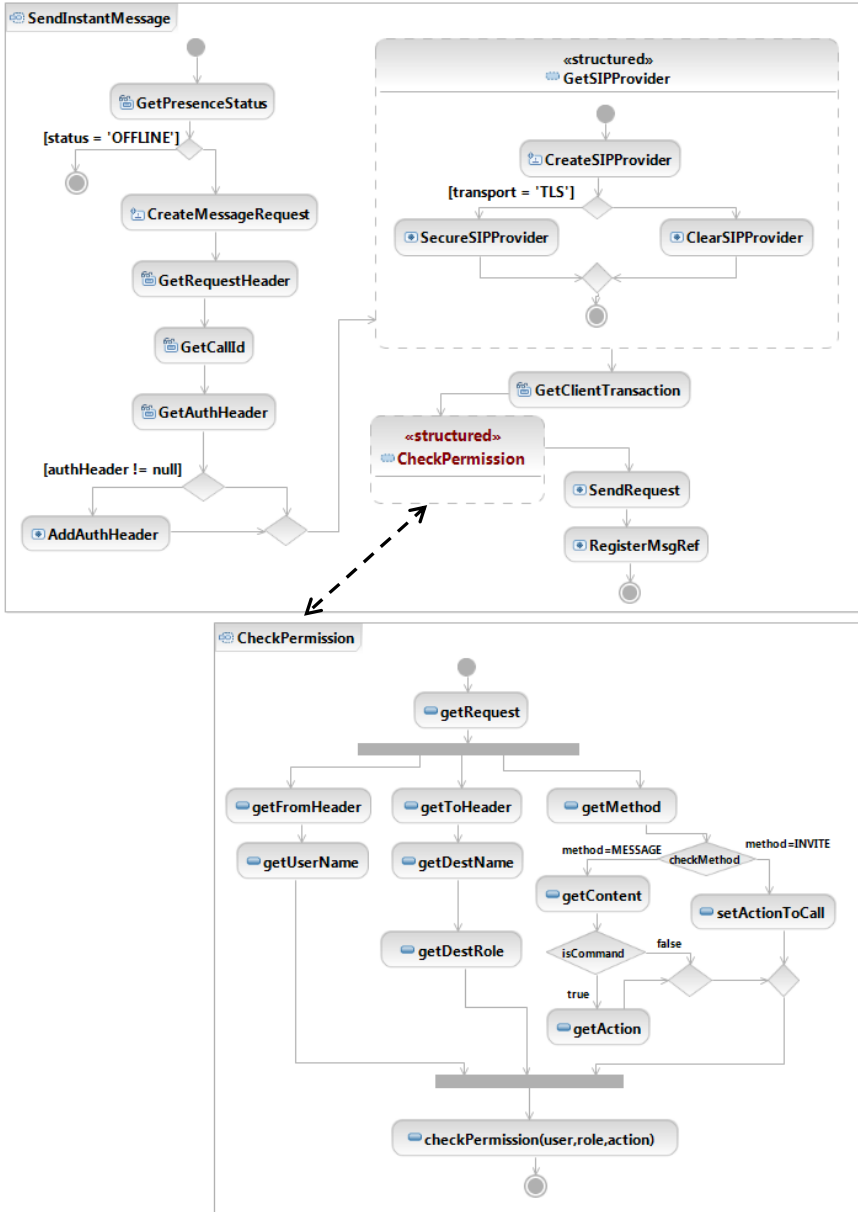 SendInstantMessage
GetPresenceStatus
[status = 'OFFLINE']
CreateMessageRequest
GetRequestHeader
GetCallId
GetAuthHeader
[authHeader != null]
AddAuthHeader
«structured»
GetSIPProvider
CreateSIPProvider
[transport = 'TLS']
SecureSIPProvider
ClearSIPProvider
GetClientTransaction
«structured»
CheckPermission
SendRequest
RegisterMsgRef
CheckPermission
getRequest
getFromHeader
getToHeader
getMethod
getUserName
getDestName
method=MESSAGE
checkMethod
method=INVITE
getContent
setActionToCall
getDestRole
isCommand
false
true
getAction
checkPermission(user,role,action)